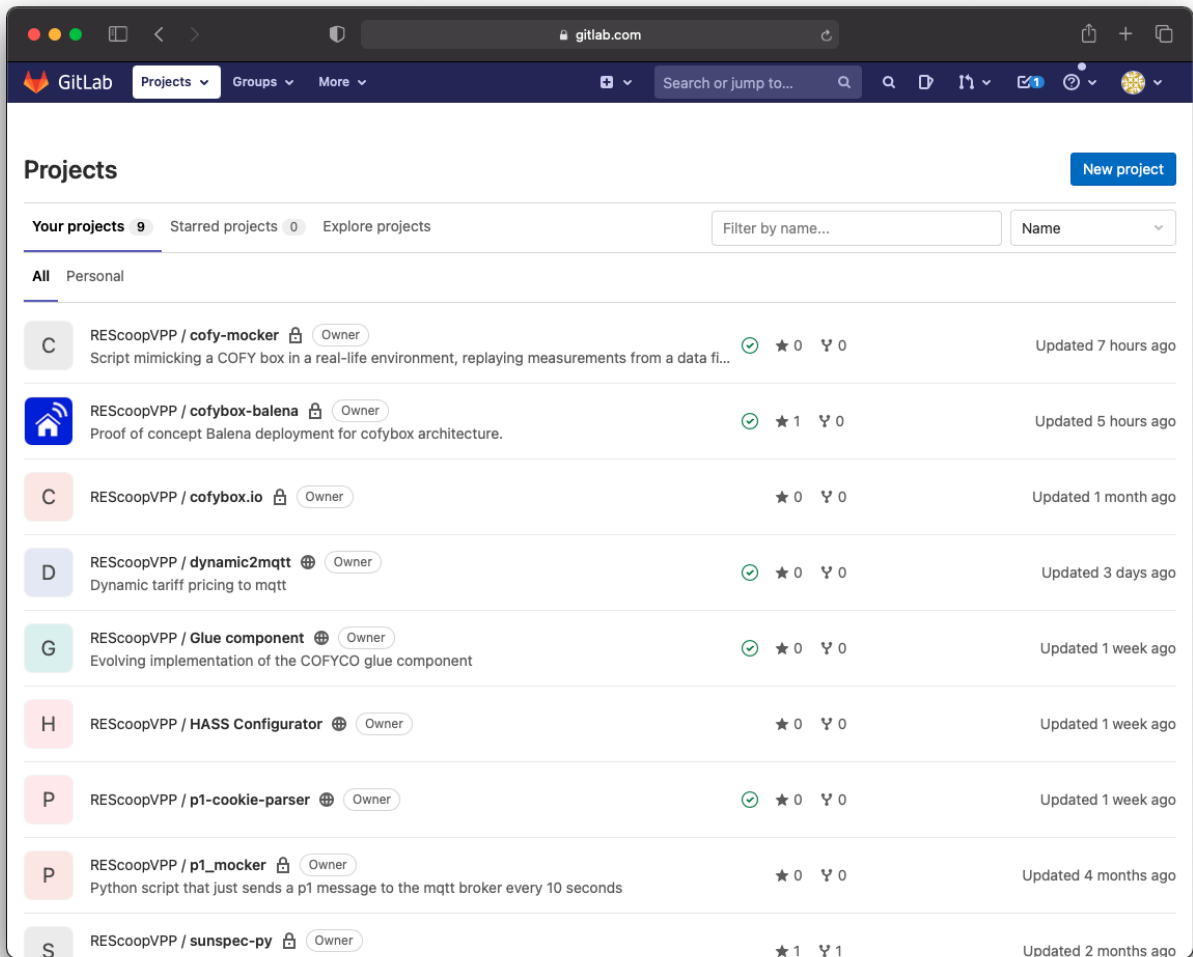 gitlab.com
GitLab Projects Groups More Search or jump to... 1
Projects New project
Your projects 9 Starred projects 0 Explore projects Filter by name... Name
All Personal
C REScoopVPP / cofy-mocker Owner
Script mimicking a COFY box in a real-life environment, replaying measurements from a data fi... 0 0 Updated 7 hours ago
REScoopVPP / cofybox-balena Owner
Proof of concept Balena deployment for cofybox architecture. 1 0 Updated 5 hours ago
C REScoopVPP / cofybox.io Owner 0 0 Updated 1 month ago
D REScoopVPP / dynamic2mqtt Owner
Dynamic tariff pricing to mqtt 0 0 Updated 3 days ago
G REScoopVPP / Glue component Owner
Evolving implementation of the COFYCO glue component 0 0 Updated 1 week ago
H REScoopVPP / HASS Configurator Owner 0 0 Updated 1 week ago
P REScoopVPP / p1-cookie-parser Owner 0 0 Updated 1 week ago
P REScoopVPP / p1_mocker Owner
Python script that just sends a p1 message to the mqtt broker every 10 seconds 0 0 Updated 4 months ago
S REScoopVPP / sunspec-py Owner 1 1 Updated 2 months ago